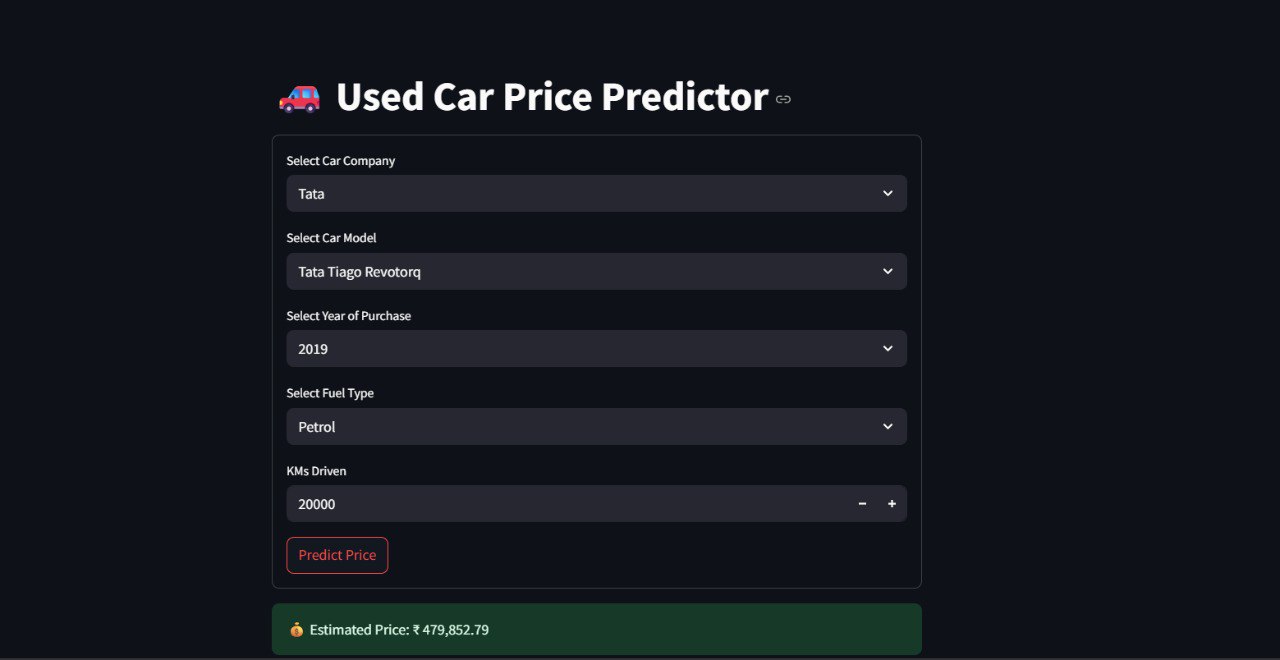 Used Car Price Predictor
Select Car Company
Tata
Select Car Model
Tata Tiago Revotorq
Select Year of Purchase
2019
Select Fuel Type
Petrol
KMs Driven
20000
Predict Price
Estimated Price: ₹ 479,852.79